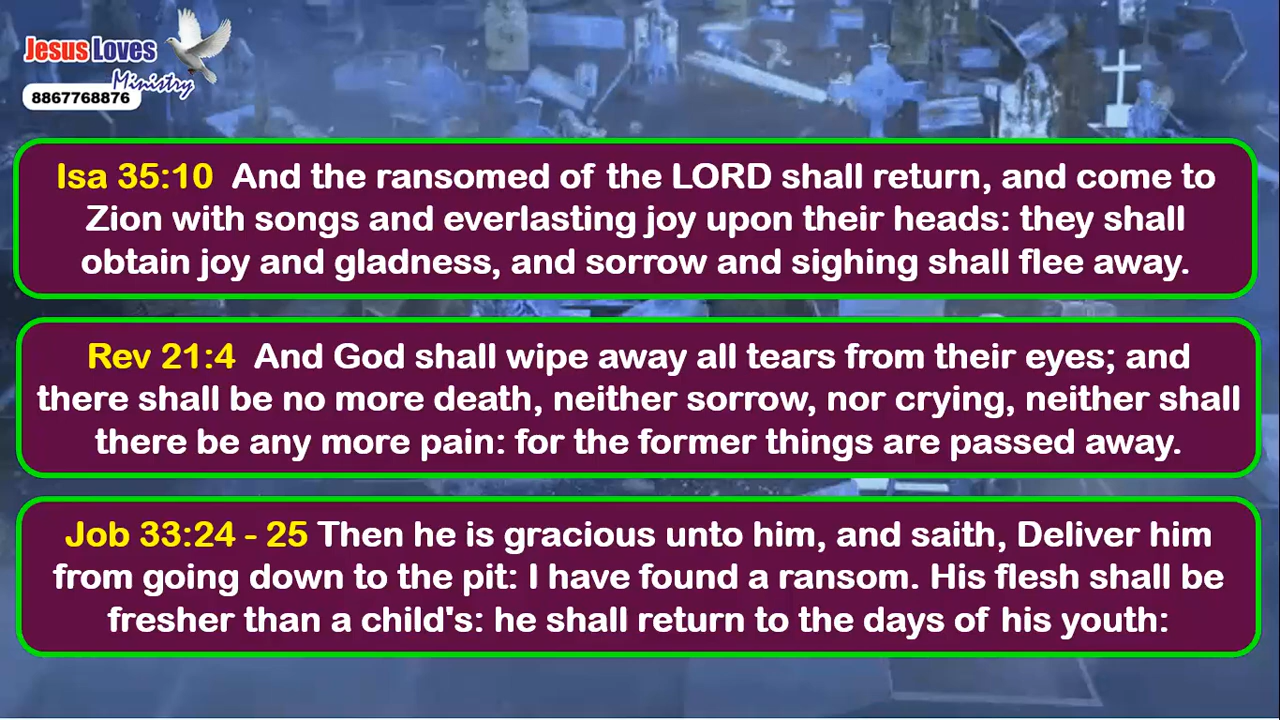 Jesus Loves
Ministry
8867768876
Isa 35:10 And the ransomed of the LORD shall return, and come to
Zion with songs and everlasting joy upon their heads: they shall
obtain joy and gladness, and sorrow and sighing shall flee away.
Rev 21:4 And God shall wipe away all tears from their eyes; and
there shall be no more death, neither sorrow, nor crying, neither shall
there be any more pain: for the former things are passed away.
Job 33:24 - 25 Then he is gracious unto him, and saith, Deliver him
from going down to the pit: I have found a ransom. His flesh shall be
fresher than a child's: he shall return to the days of his youth: